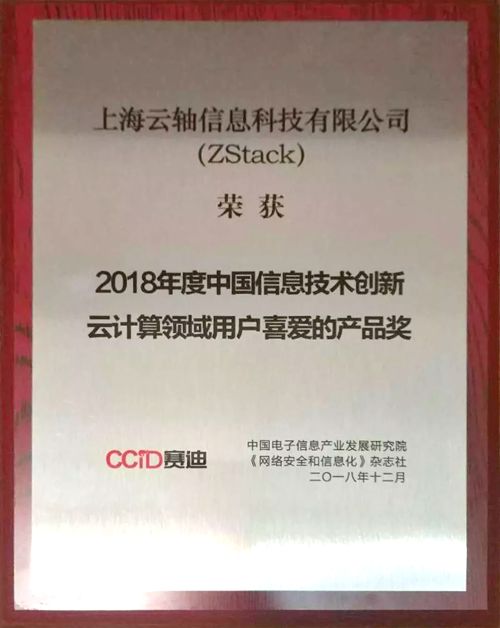 上海云轴信息科技有限公司
(ZStack)
荣 获
2018年度中国信息技术创新
云计算领域用户喜爱的产品奖
CCID赛迪
中国电子信息产业发展研究院
《网络安全和信息化》杂志社
二〇一八年十二月